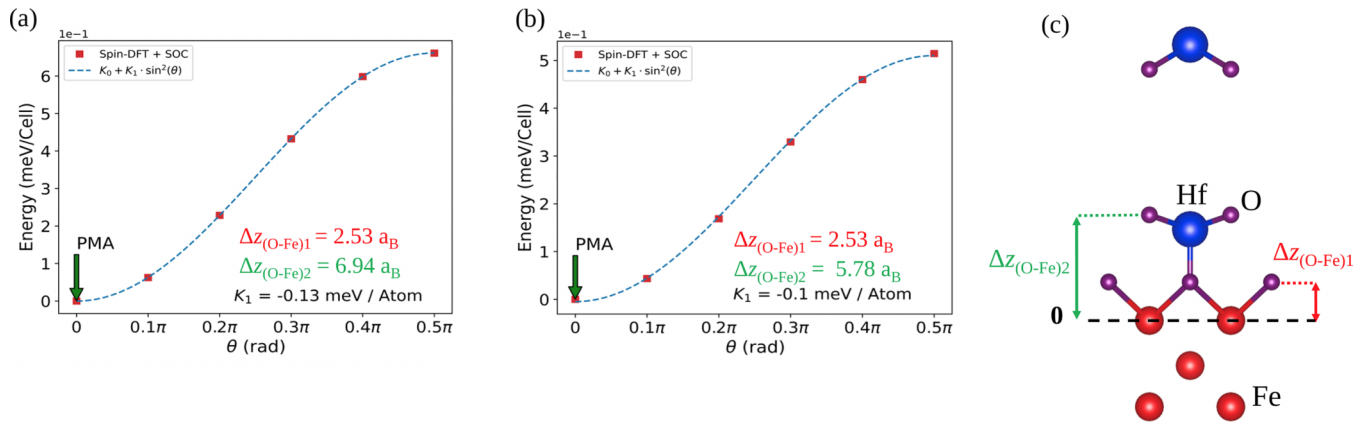 (a)
1e−1
Spin-DFT + SOC
K₀ + K₁ · sin²(θ)
Energy (meV/Cell)
6
5
4
3
2
1
0
PMA
Δz(O-Fe)1 = 2.53 aB
Δz(O-Fe)2 = 6.94 aB
K₁ = -0.13 meV / Atom
0 0.1π 0.2π 0.3π 0.4π 0.5π
θ (rad)
(b)
1e−1
Spin-DFT + SOC
K₀ + K₁ · sin²(θ)
Energy (meV/Cell)
5
4
3
2
1
0
PMA
Δz(O-Fe)1 = 2.53 aB
Δz(O-Fe)2 = 5.78 aB
K₁ = -0.1 meV / Atom
0 0.1π 0.2π 0.3π 0.4π 0.5π
θ (rad)
(c)
Hf
O
Δz(O-Fe)2
Δz(O-Fe)1
0
Fe